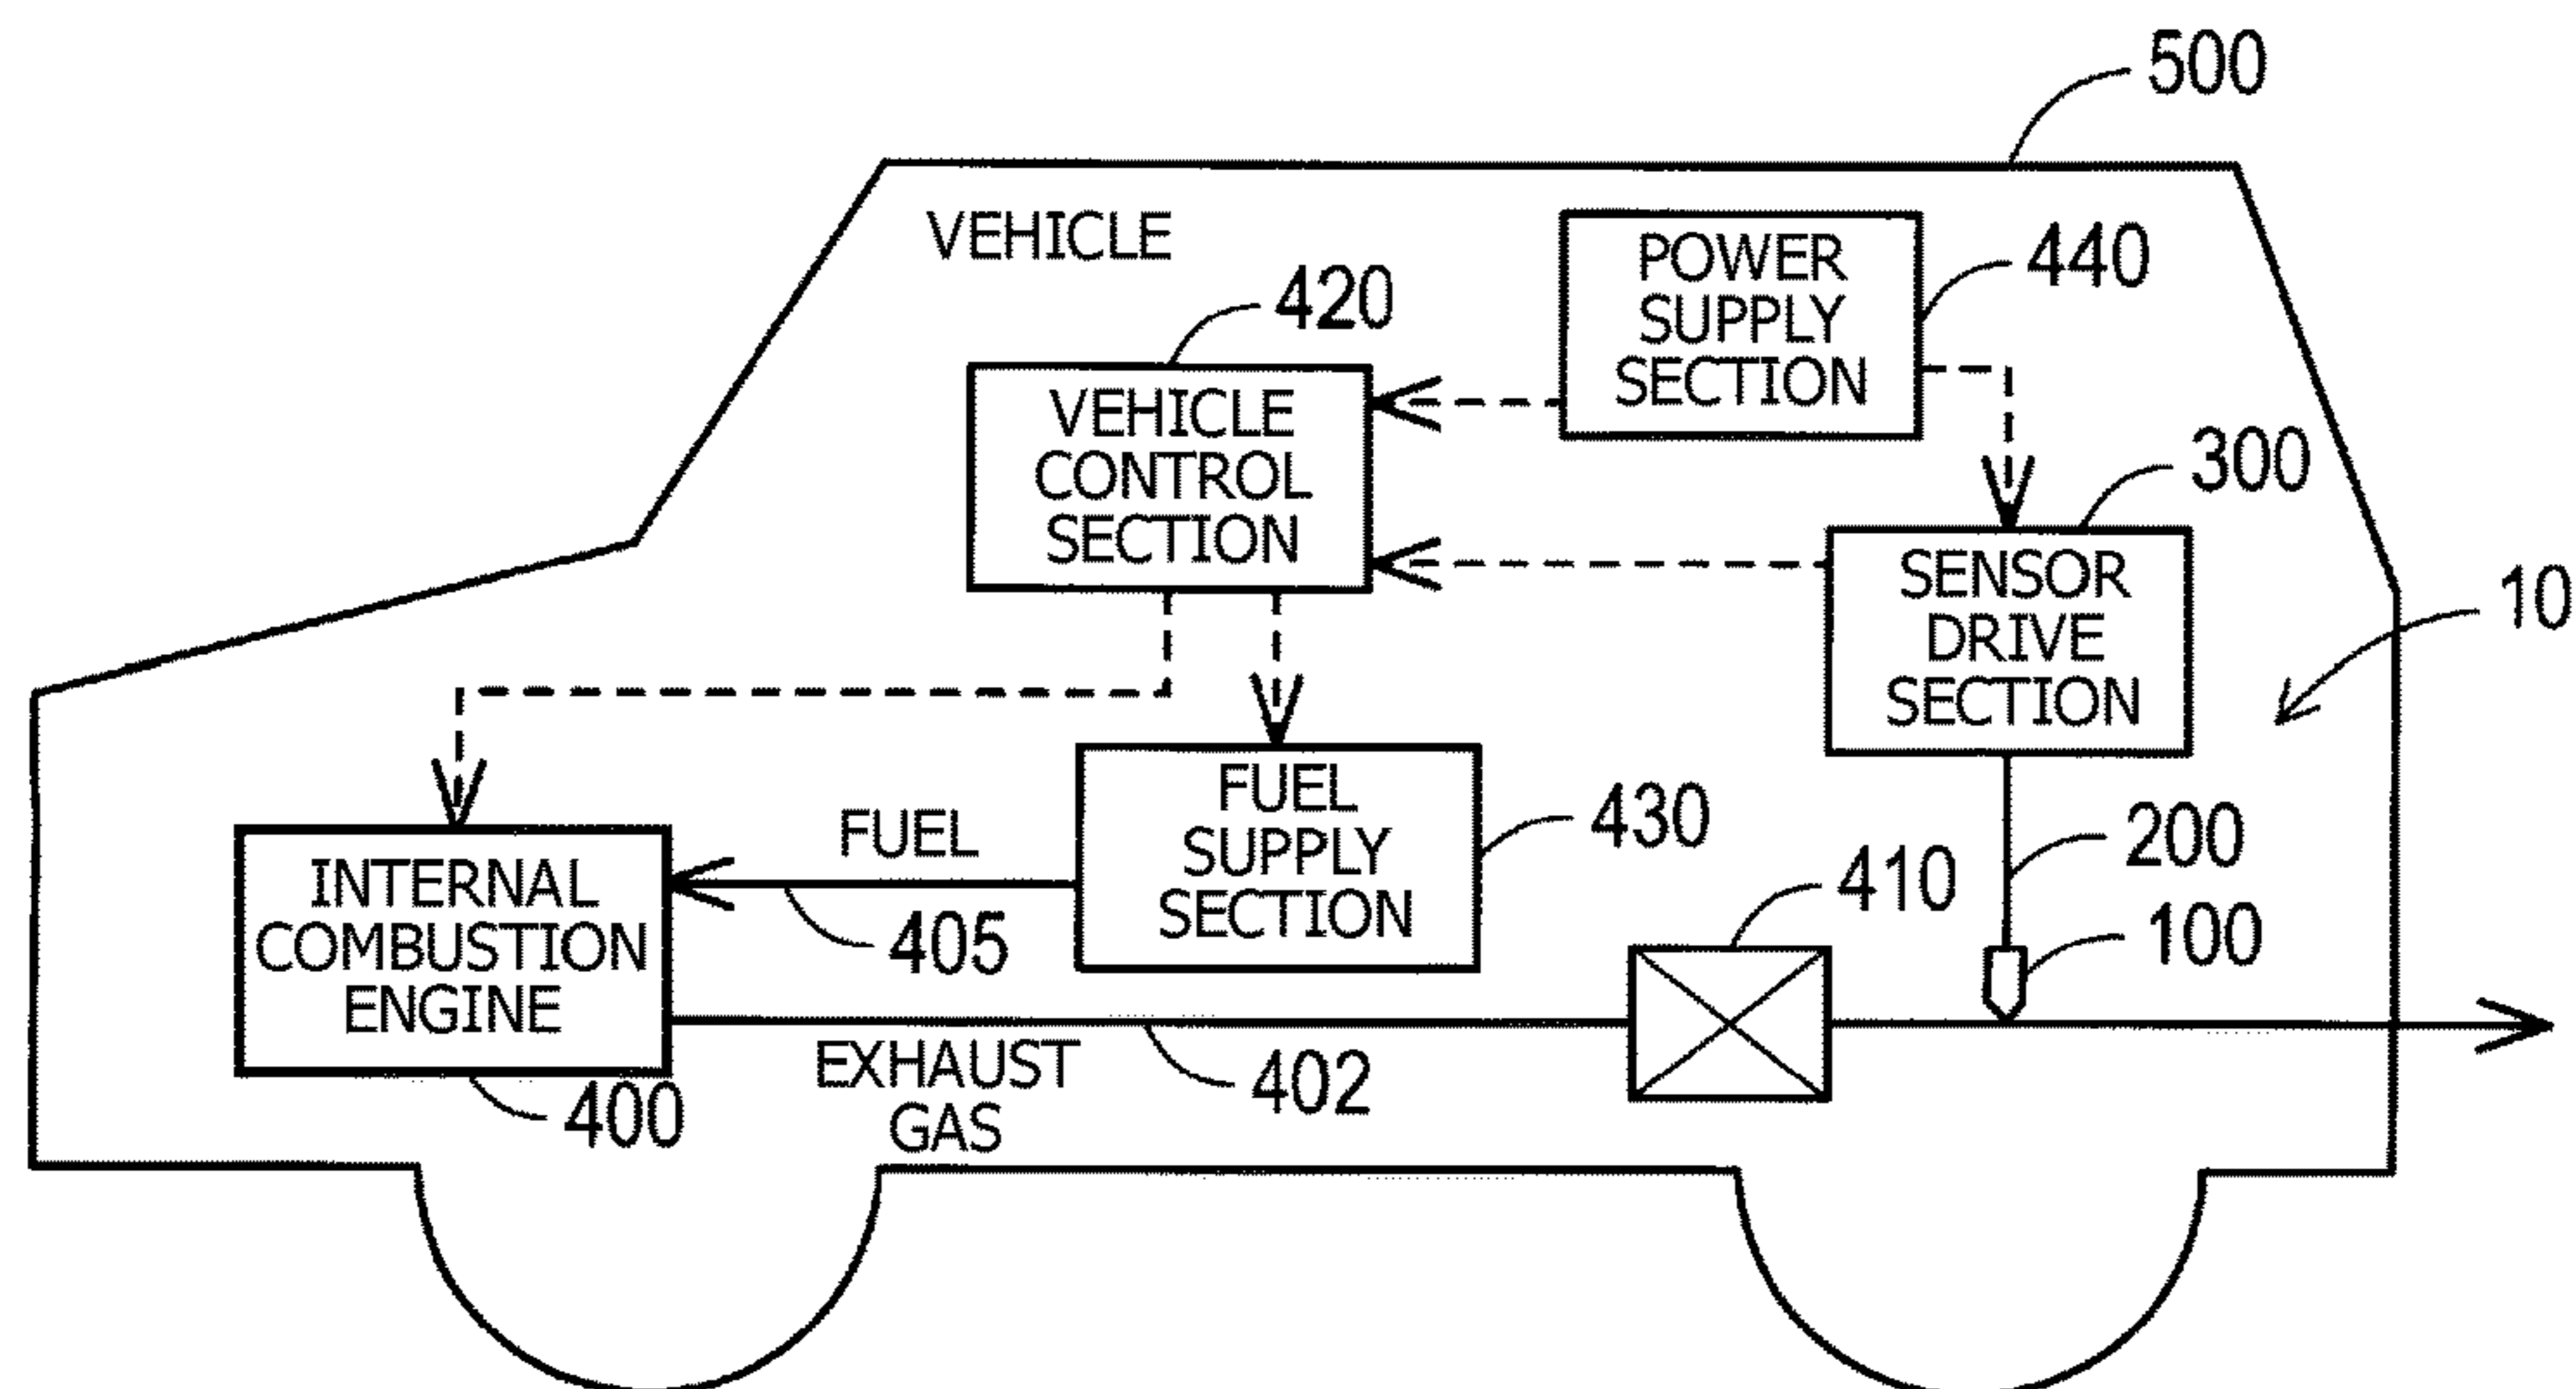 500
VEHICLE
POWER
SUPPLY
SECTION
440
420
VEHICLE
CONTROL
SECTION
300
SENSOR
DRIVE
SECTION
10
FUEL
SUPPLY
SECTION
430
FUEL
405
INTERNAL
COMBUSTION
ENGINE
400
410
200
100
EXHAUST
GAS
402